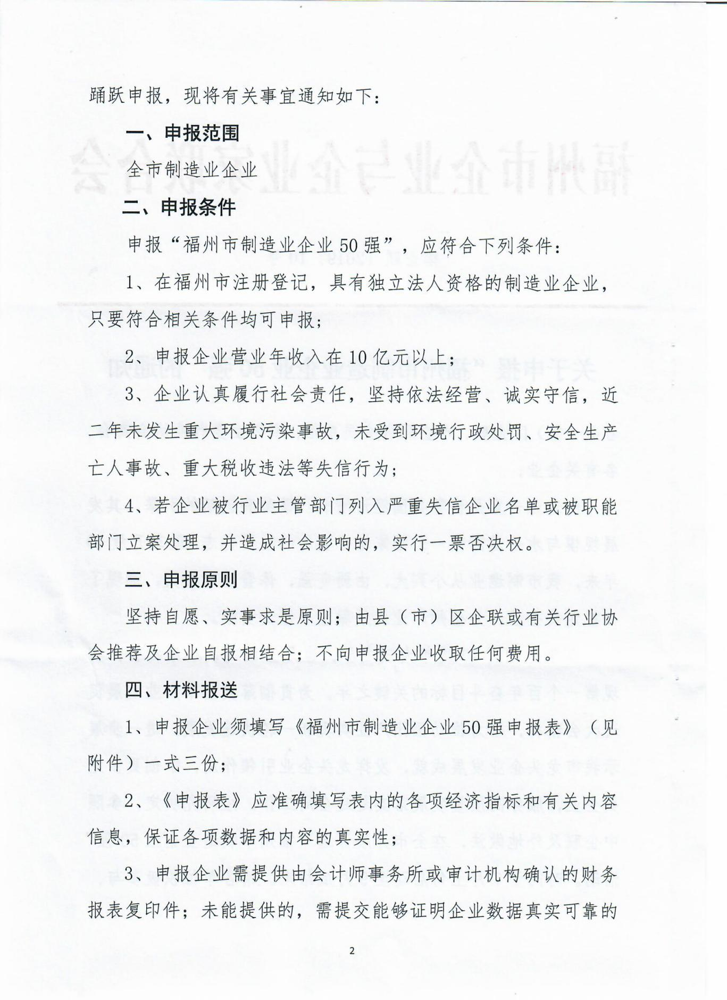 踊跃申报，现将有关事宜通知如下：
一、申报范围
全市制造业企业
二、申报条件
申报“福州市制造业企业 50 强”，应符合下列条件：
1、在福州市注册登记，具有独立法人资格的制造业企业，
只要符合相关条件均可申报；
2、申报企业营业年收入在 10 亿元以上；
3、企业认真履行社会责任，坚持依法经营、诚实守信，近
二年未发生重大环境污染事故，未受到环境行政处罚、安全生产
亡人事故、重大税收违法等失信行为；
4、若企业被行业主管部门列入严重失信企业名单或被职能
部门立案处理，并造成社会影响的，实行一票否决权。
三、申报原则
坚持自愿、实事求是原则；由县（市）区企联或有关行业协
会推荐及企业自报相结合；不向申报企业收取任何费用。
四、材料报送
1、申报企业须填写《福州市制造业企业 50 强申报表》（见
附件）一式三份；
2、《申报表》应准确填写表内的各项经济指标和有关内容
信息，保证各项数据和内容的真实性；
3、申报企业需提供由会计师事务所或审计机构确认的财务
报表复印件；未能提供的，需提交能够证明企业数据真实可靠的
2